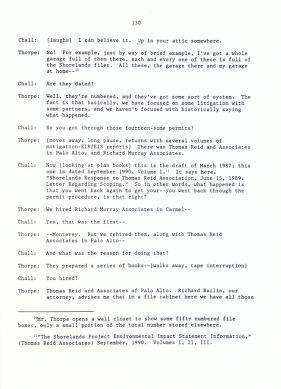 130
Chall: [laughs] I can believe it. Up in your attic somewhere.
Thorpe: No! For example, just by way of brief example, I've got a whole
garage full of them there, and every one of these is full of
the Shorelands files. All these, the garage there and my garage
at home--¹⁰
Chall: Are they dated?
Thorpe: Well, they're numbered, and they've got some sort of system. The
fact is that basically, we have focused on some litigation with
some partners, and we haven't focused with historically saying
what happened.
Chall: So you got through those fourteen-some permits?
Thorpe: [moves away, long pause, returns with several volumes of
mitigation-EIR/EIS reports] There was Thomas Reid and Associates
in Palo Alto, and Richard Murray Associates.
Chall: Now [looking at plan books] this is the draft of March 1987; this
one is dated September 1990, Volume I.¹¹ It says here,
"Shorelands Response to Thomas Reid Association, June 15, 1989,
Letter Regarding Scoping." So in other words, what happened is
that you went back again to get your--you went back through the
permit procedure, is that right?
Thorpe: We hired Richard Murray Associates in Carmel--
Chall: Yes, that was the first--
Thorpe: --Monterey. But we rehired them, along with Thomas Reid
Associates in Palo Alto--
Chall: And what was the reason for doing that?
Thorpe: They prepared a series of books--[walks away, tape interruption]
Chall: You hired?
Thorpe: Thomas Reid and Associates of Palo Alto. Richard Bailin, our
attorney, advises me that in a file cabinet here we have all those
¹⁰Mr. Thorpe opens a wall closet to show some fifty numbered file
boxes, only a small portion of the total number stored elsewhere.
¹¹"The Shorelands Project Environmental Impact Statement Information,"
(Thomas Reid Associates) September, 1990. Volumes I, II, III.